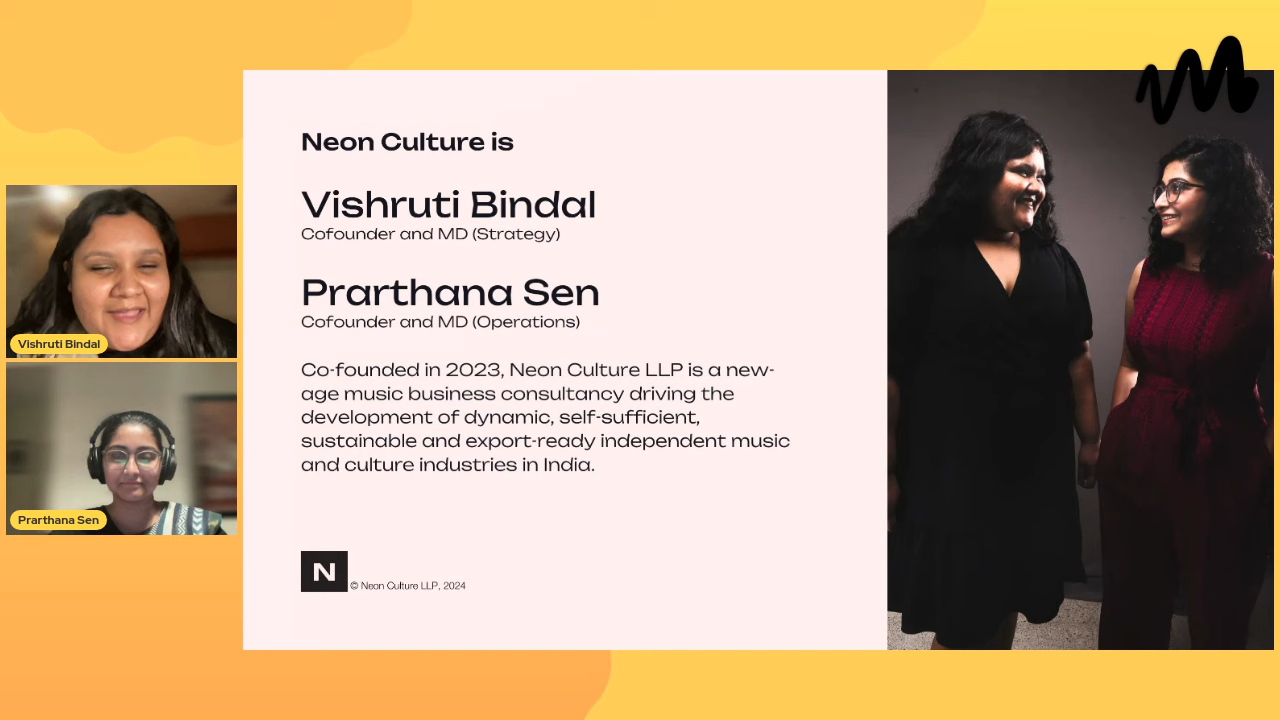 Neon Culture is
Vishruti Bindal
Cofounder and MD (Strategy)
Prarthana Sen
Cofounder and MD (Operations)
Co-founded in 2023, Neon Culture LLP is a new-
age music business consultancy driving the
development of dynamic, self-sufficient,
sustainable and export-ready independent music
and culture industries in India.
N
© Neon Culture LLP, 2024
Vishruti Bindal
Prarthana Sen